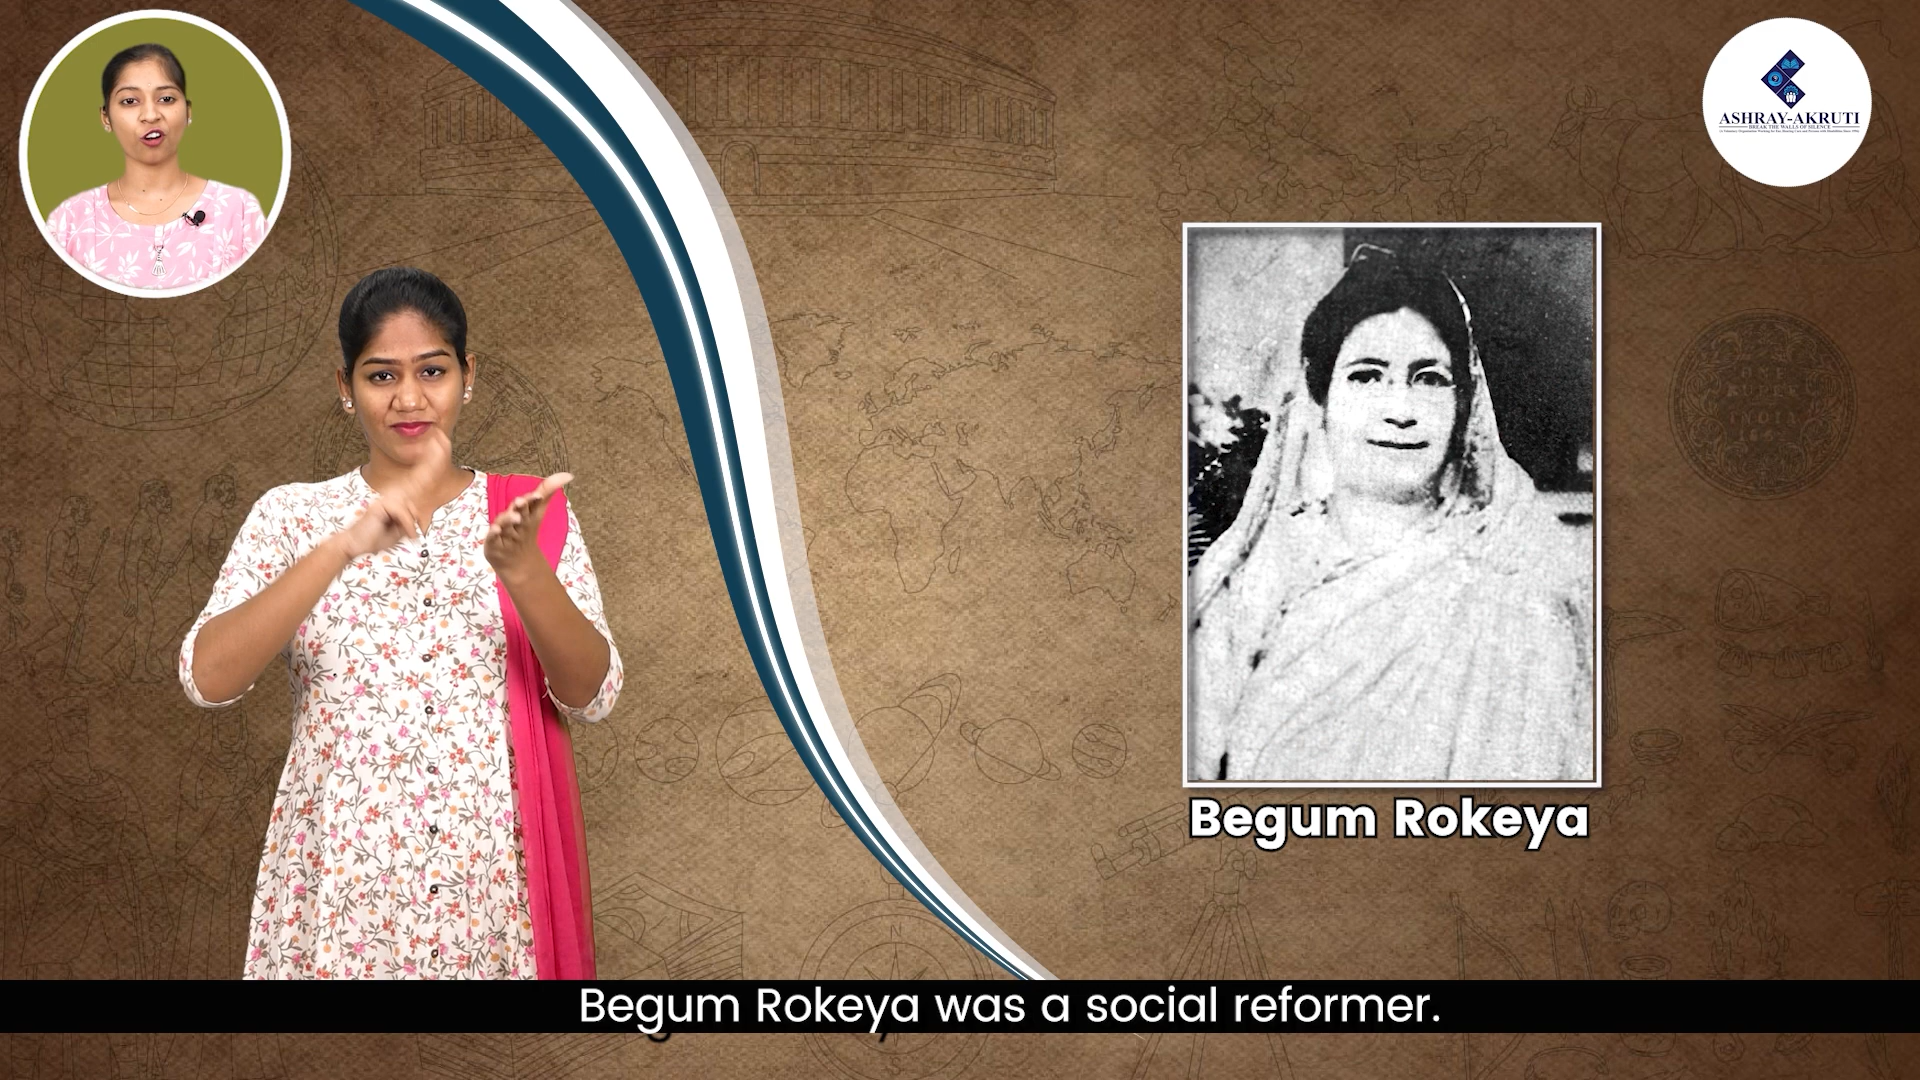 ASHRAY-AKRUTI
BREAK THE WALLS OF SILENCE
Begum Rokeya
Begum Rokeya was a social reformer.
N
S